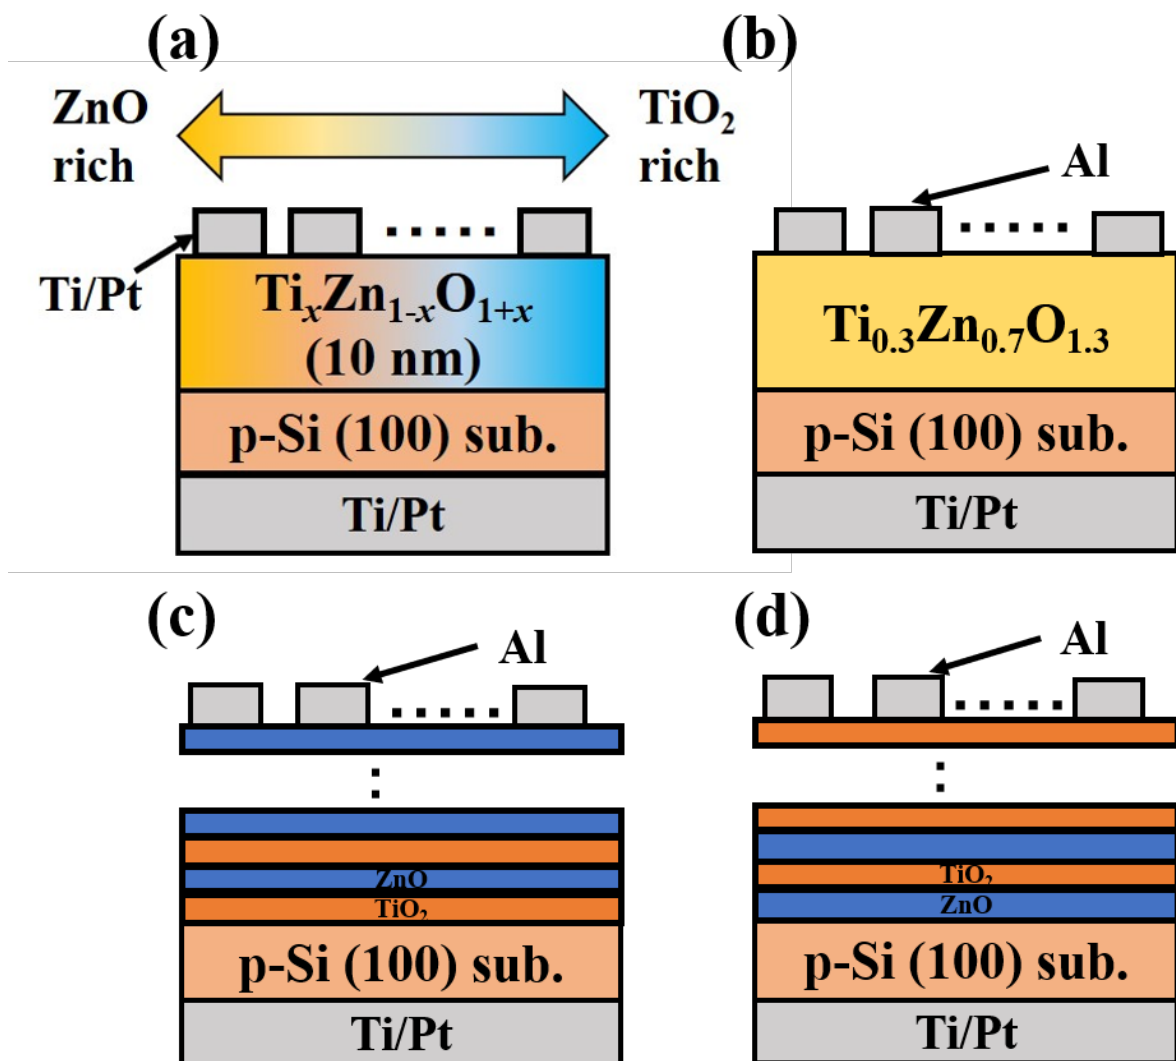 (a)
ZnO
rich
TiO₂
rich
Ti/Pt
TiₓZn₁₋ₓO₁₊ₓ
(10 nm)
p-Si (100) sub.
Ti/Pt
(b)
Al
Ti₀.₃Zn₀.₇O₁.₃
p-Si (100) sub.
Ti/Pt
(c)
Al
ZnO
TiO₂
p-Si (100) sub.
Ti/Pt
(d)
Al
TiO₂
ZnO
p-Si (100) sub.
Ti/Pt